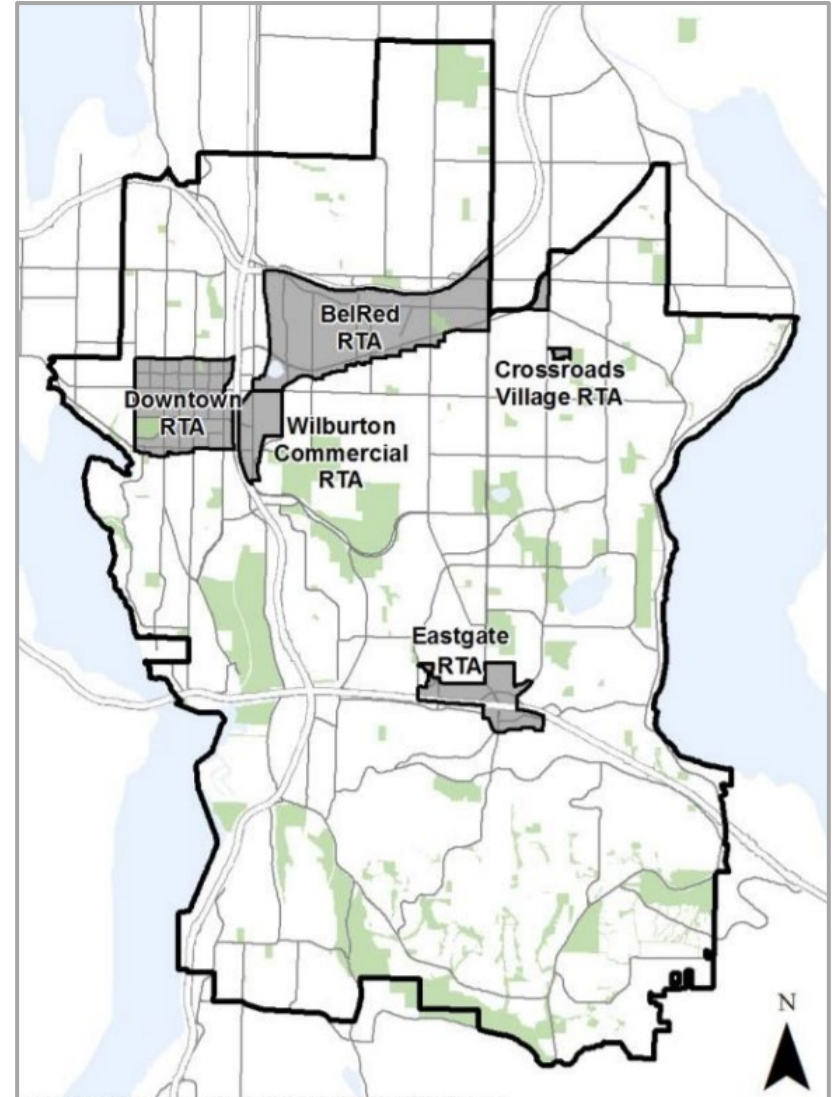 BelRed
RTA
Crossroads
Village RTA
Downtown
RTA
Wilburton
Commercial
RTA
Eastgate
RTA
N